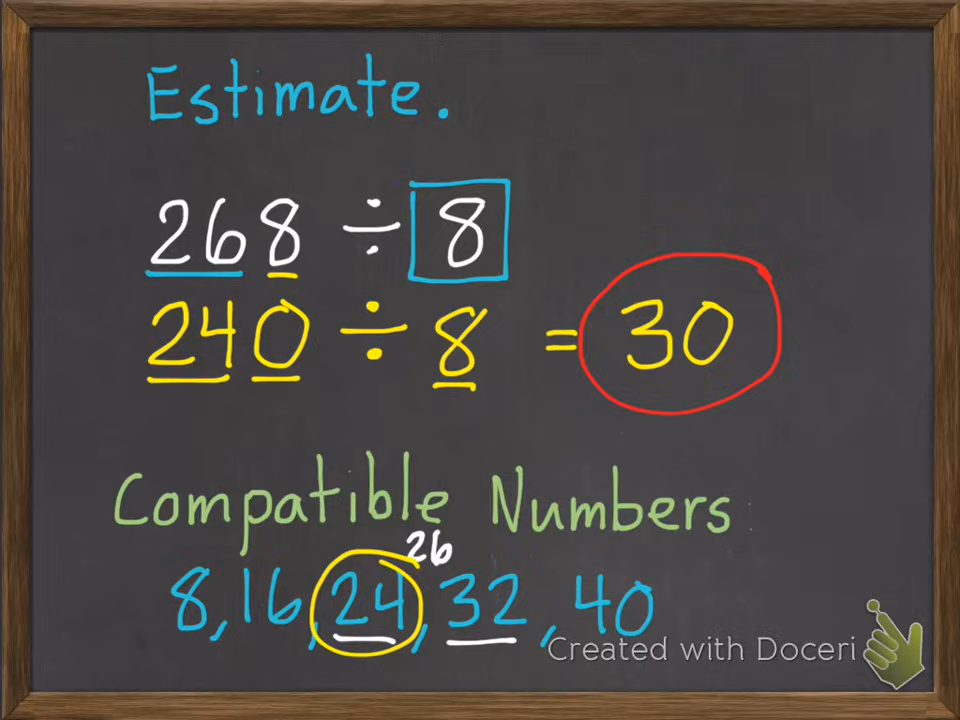 Estimate.
268 ÷ 8
240 ÷ 8 = 30
Compatible Numbers
26
8, 16, 24, 32, 40
Created with Doceri